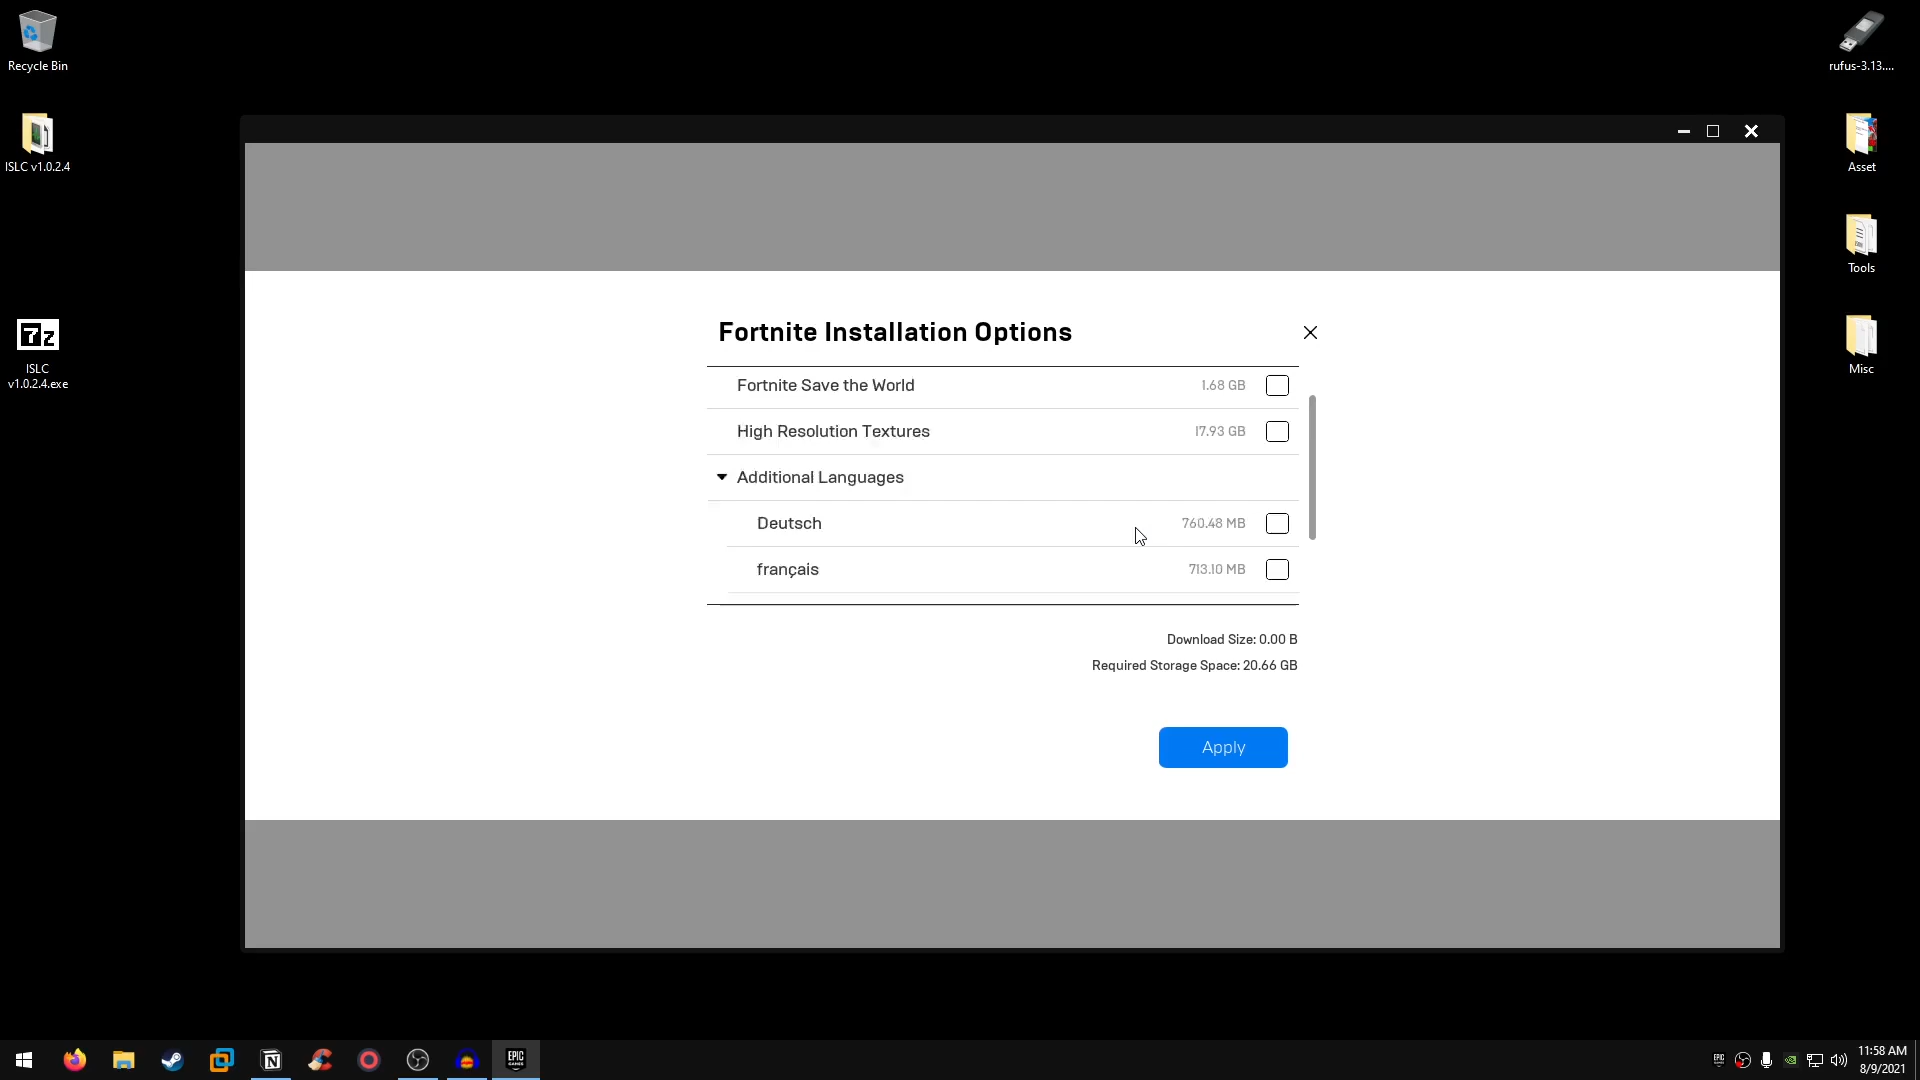 Recycle Bin
rufus-3.13....
ISLC v1.0.2.4
Asset
Tools
ISLC
v1.0.2.4.exe
Misc
Fortnite Installation Options
Fortnite Save the World 1.68 GB
High Resolution Textures 17.93 GB
Additional Languages
Deutsch 760.48 MB
français 713.10 MB
Download Size: 0.00 B
Required Storage Space: 20.66 GB
Apply
EPIC
GAMES
EPIC
11:58 AM
8/9/2021